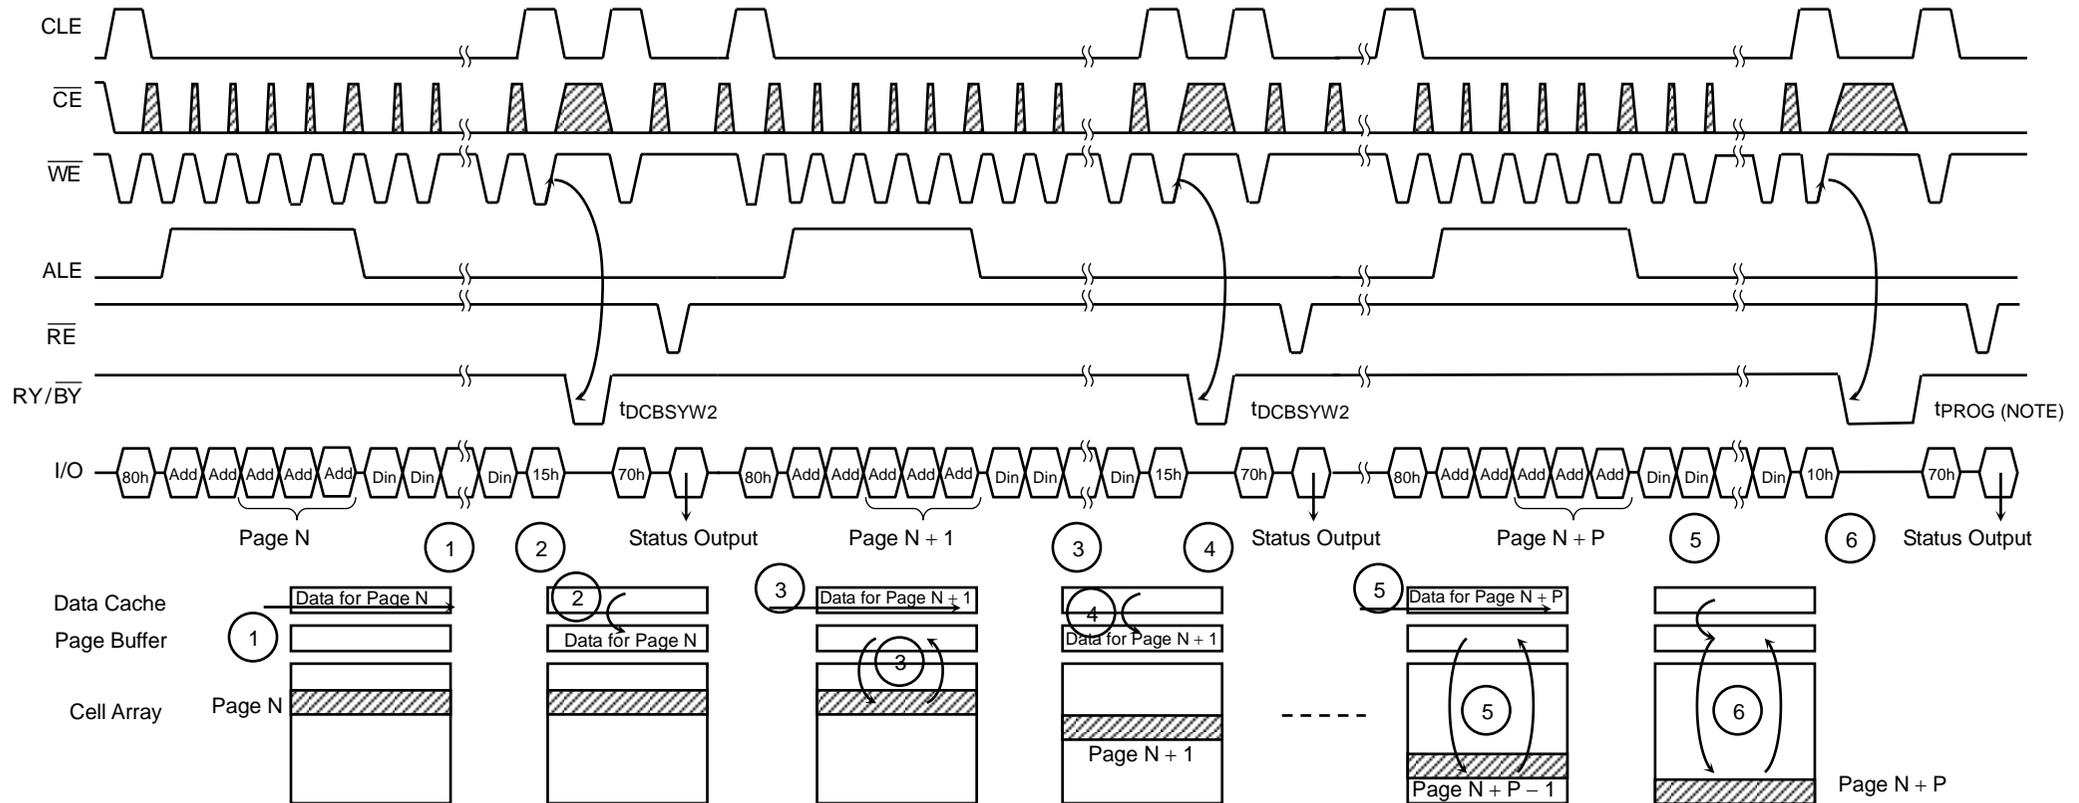 CLE
CE
WE
ALE
RE
RY/BY
tDCBSYW2
tDCBSYW2
tPROG (NOTE)
I/O
80h Add Add Add Add Add Din Din Din 15h 70h 80h Add Add Add Add Add Din Din Din 15h 70h 80h Add Add Add Add Add Din Din Din 10h 70h
Page N 1 2 Status Output Page N + 1 3 4 Status Output Page N + P 5 6 Status Output
Data Cache Data for Page N 2 3 Data for Page N + 1 4 5 Data for Page N + P
Page Buffer 1 Data for Page N 3 Data for Page N + 1
Cell Array Page N 5 6
Page N + 1
Page N + P − 1 Page N + P